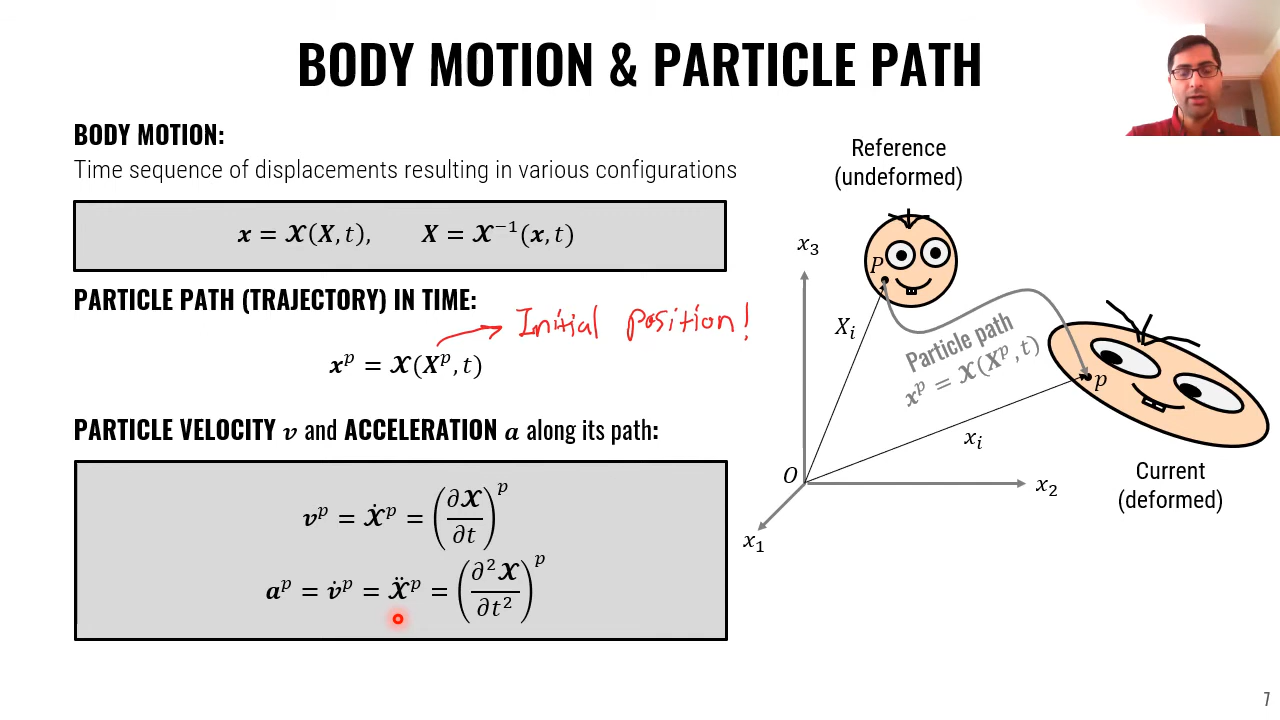 BODY MOTION & PARTICLE PATH
BODY MOTION:
Time sequence of displacements resulting in various configurations
𝒙 = 𝓧(𝑿, 𝑡),  𝑿 = 𝓧⁻¹(𝒙, 𝑡)
PARTICLE PATH (TRAJECTORY) IN TIME:
Initial position!
𝒙ᵖ = 𝓧(𝑿ᵖ, 𝑡)
PARTICLE VELOCITY 𝒗 and ACCELERATION 𝒂 along its path:
𝒗ᵖ = 𝓧̇ᵖ = (∂𝓧/∂𝑡)ᵖ
𝒂ᵖ = 𝒗̇ᵖ = 𝓧̈ᵖ = (∂²𝓧/∂𝑡²)ᵖ
Reference
(undeformed)
𝑥₃
𝑃
𝑋ᵢ
Particle path
𝒙ᵖ = 𝓧(𝑿ᵖ, 𝑡)
𝑝
𝑥ᵢ
𝑂
𝑥₂
𝑥₁
Current
(deformed)
7